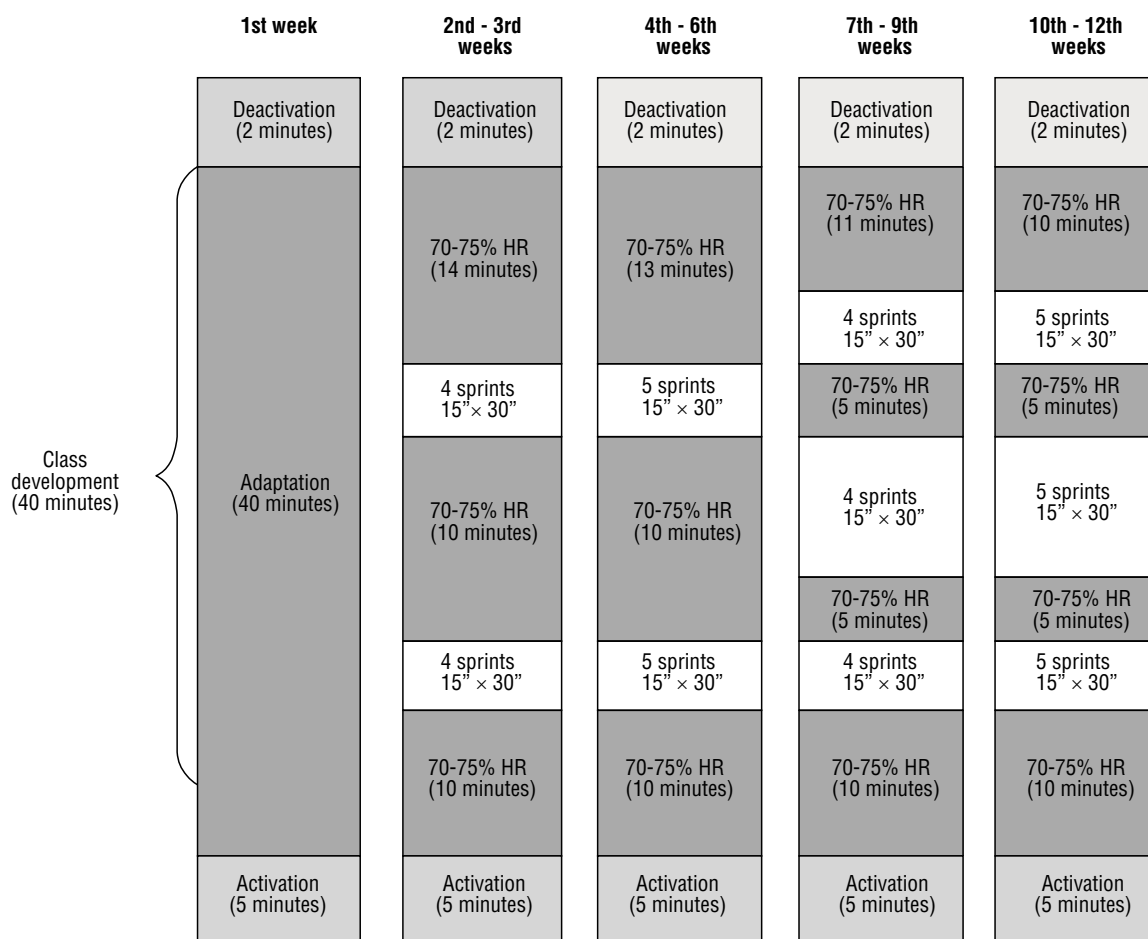 1st week
2nd - 3rd
weeks
4th - 6th
weeks
7th - 9th
weeks
10th - 12th
weeks
Deactivation
(2 minutes)
Deactivation
(2 minutes)
Deactivation
(2 minutes)
Deactivation
(2 minutes)
Deactivation
(2 minutes)
Class
development
(40 minutes)
Adaptation
(40 minutes)
70-75% HR
(14 minutes)
4 sprints
15”× 30”
70-75% HR
(10 minutes)
4 sprints
15” × 30”
70-75% HR
(10 minutes)
70-75% HR
(13 minutes)
5 sprints
15” × 30”
70-75% HR
(10 minutes)
5 sprints
15” × 30”
70-75% HR
(10 minutes)
70-75% HR
(11 minutes)
4 sprints
15” × 30”
70-75% HR
(5 minutes)
4 sprints
15” × 30”
70-75% HR
(5 minutes)
4 sprints
15” × 30”
70-75% HR
(10 minutes)
70-75% HR
(10 minutes)
5 sprints
15” × 30”
70-75% HR
(5 minutes)
5 sprints
15” × 30”
70-75% HR
(5 minutes)
5 sprints
15” × 30”
70-75% HR
(10 minutes)
Activation
(5 minutes)
Activation
(5 minutes)
Activation
(5 minutes)
Activation
(5 minutes)
Activation
(5 minutes)